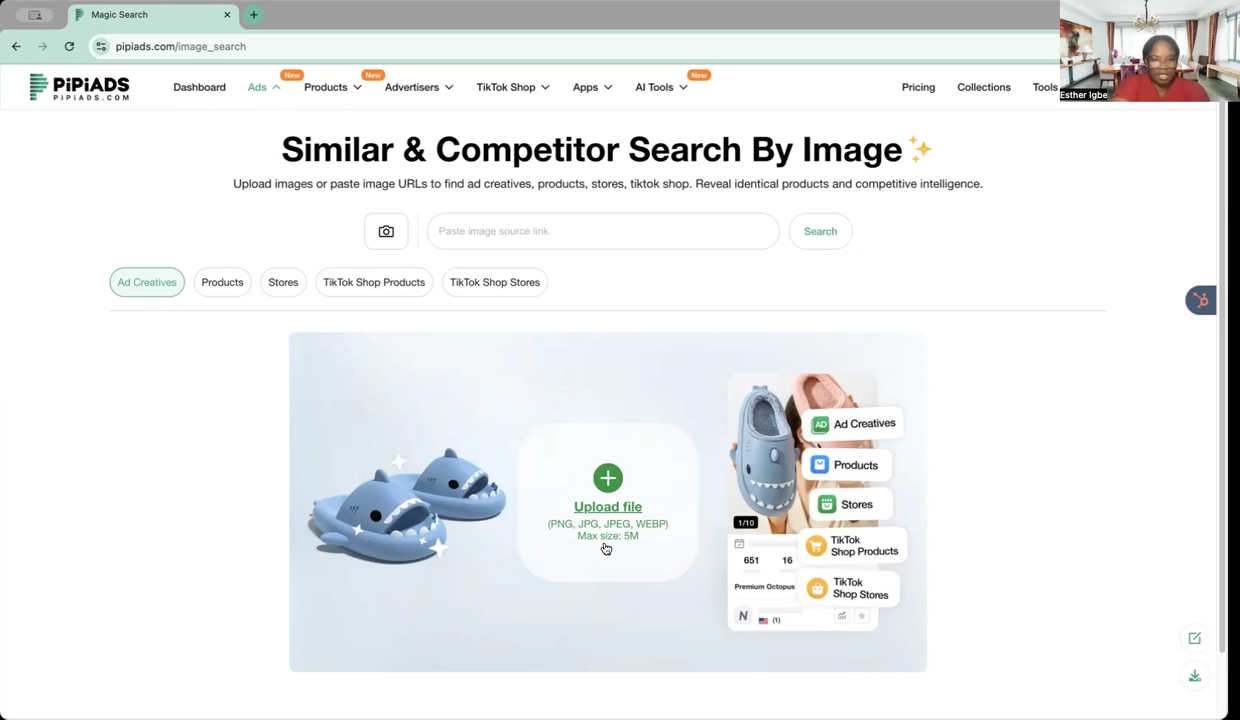 Magic Search
pipiads.com/image_search
PiPiADS
PIPIADS.COM
Dashboard
Ads
New
Products
New
Advertisers
TikTok Shop
Apps
AI Tools
New
Pricing
Collections
Tools
Esther Igbe
Similar & Competitor Search By Image
Upload images or paste image URLs to find ad creatives, products, stores, tiktok shop. Reveal identical products and competitive intelligence.
Paste image source link.
Search
Ad Creatives
Products
Stores
TikTok Shop Products
TikTok Shop Stores
Upload file
(PNG, JPG, JPEG, WEBP)
Max size: 5M
AD
Ad Creatives
Products
Stores
1/10
TikTok
Shop Products
651
16
Premium Octopus
TikTok
Shop Stores
N
(1)